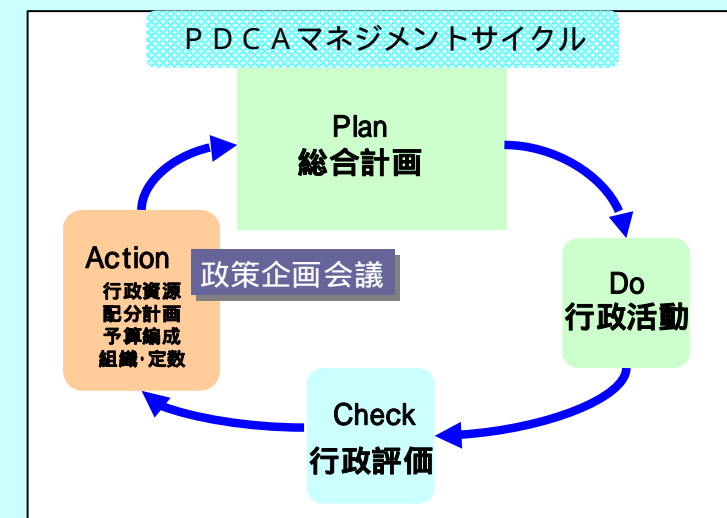 ＰＤＣＡマネジメントサイクル
Plan
総合計画
Action
行政資源
配分計画
予算編成
組織･定数
政策企画会議
Do
行政活動
Check
行政評価